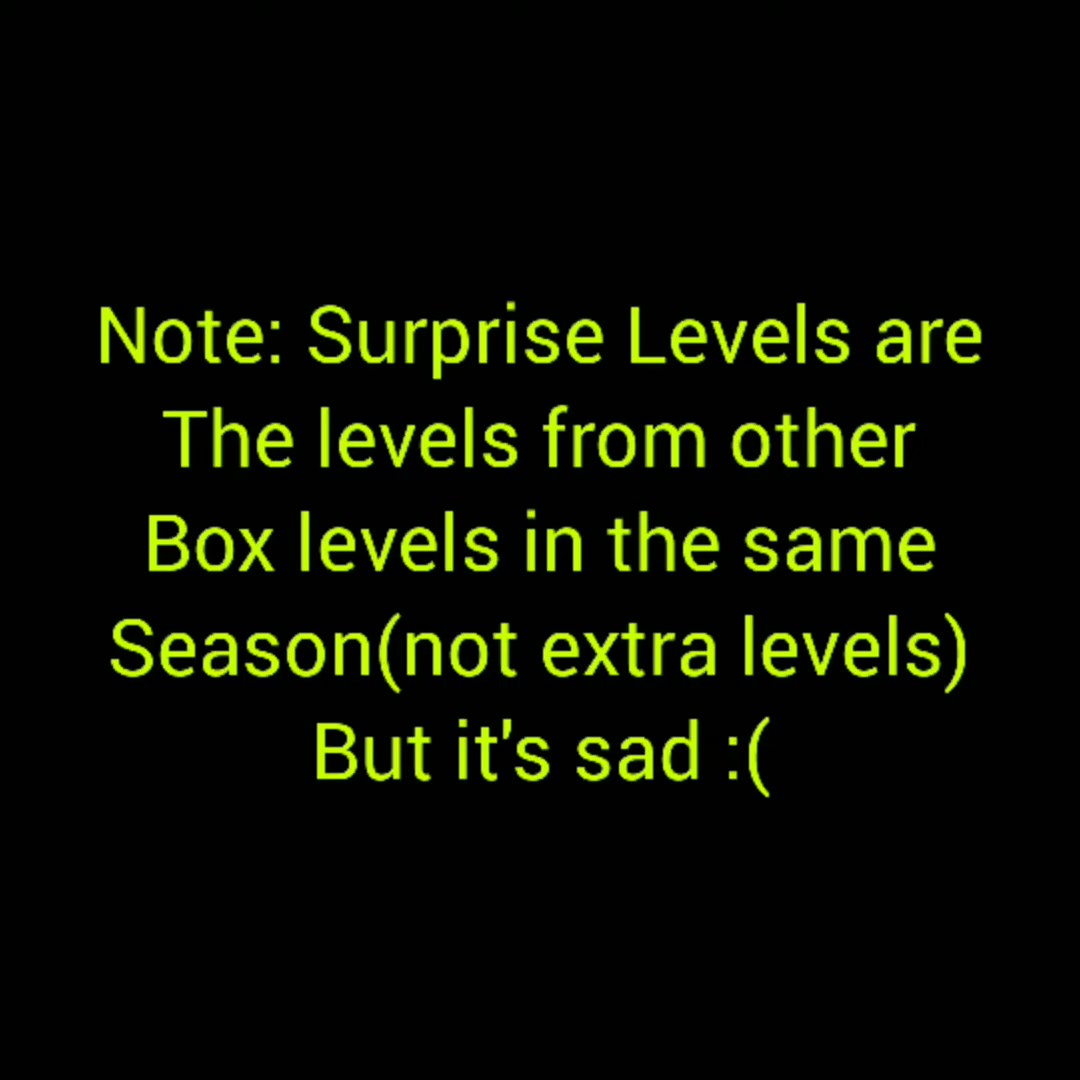 Note: Surprise Levels are
The levels from other
Box levels in the same
Season(not extra levels)
But it's sad :(